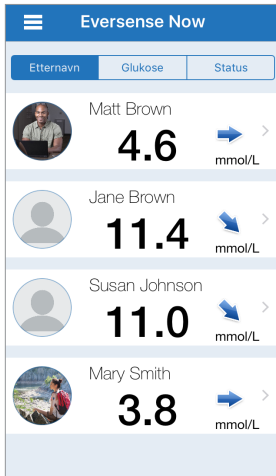 Eversense Now
Etternavn Glukose Status
Matt Brown
4.6
mmol/L
Jane Brown
11.4
mmol/L
Susan Johnson
11.0
mmol/L
Mary Smith
3.8
mmol/L